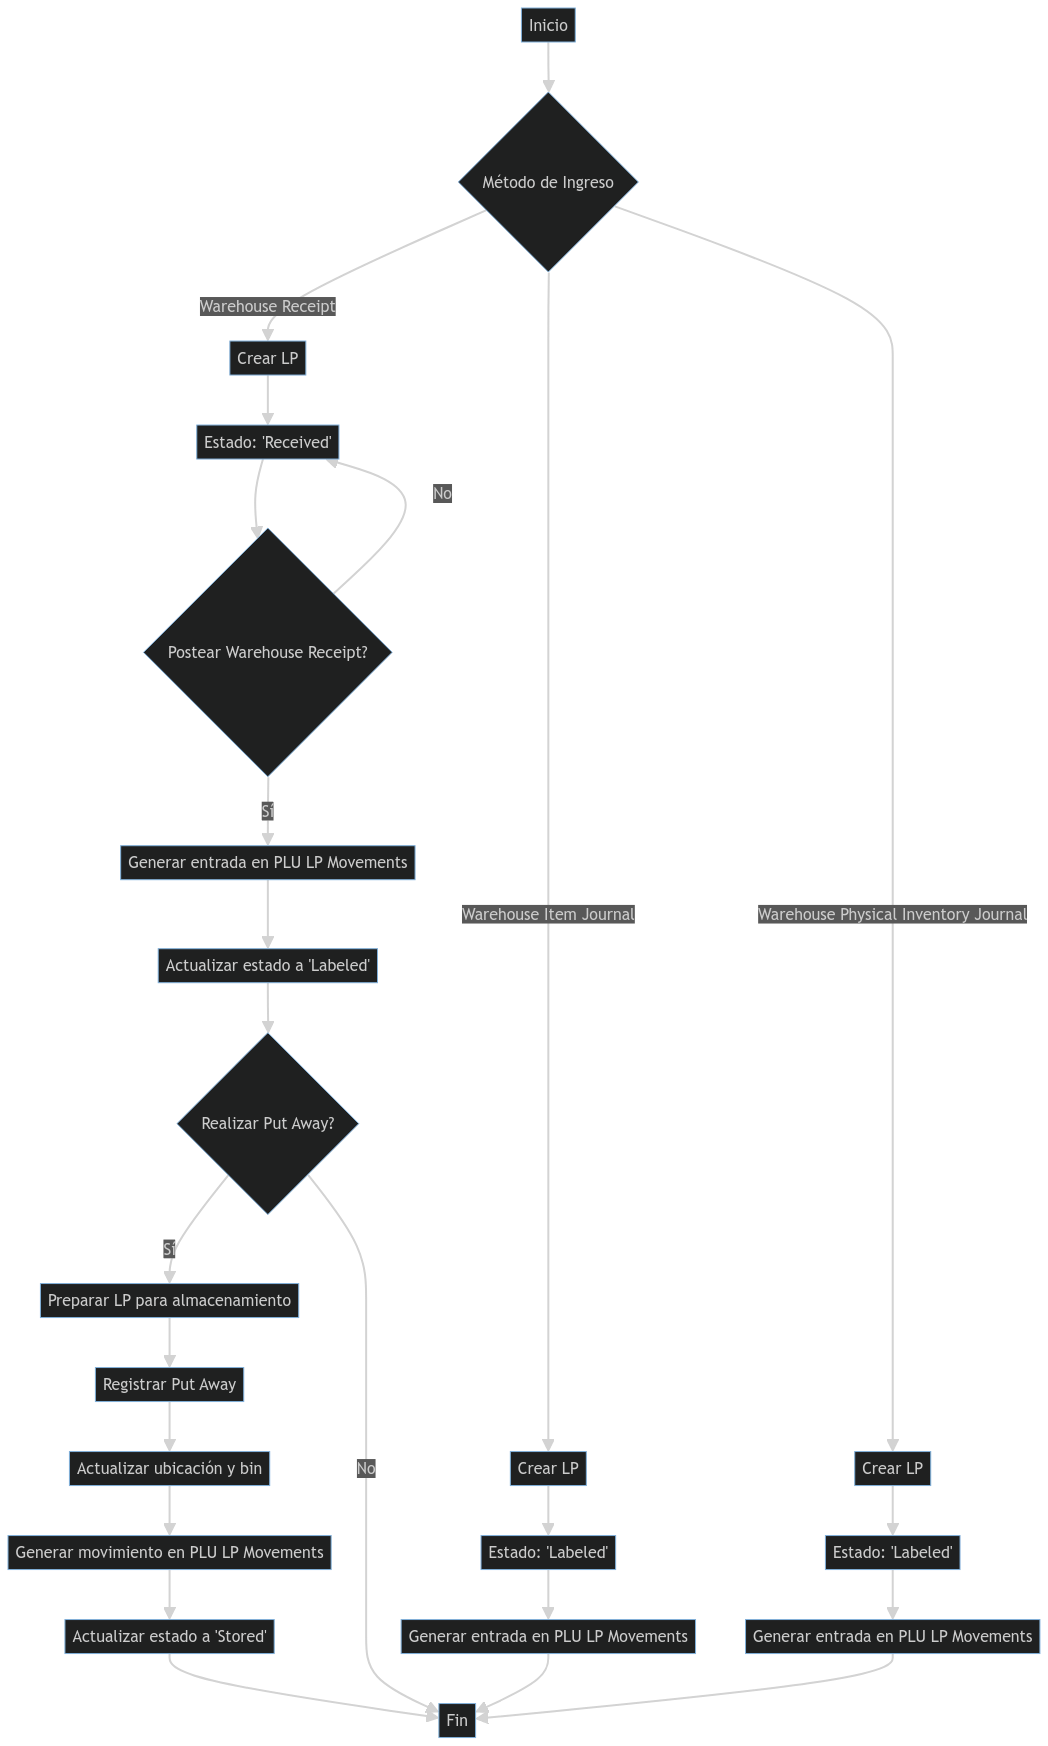 Inicio
Método de Ingreso
Warehouse Receipt
Crear LP
Estado: 'Received'
No
Postear Warehouse Receipt?
Sí
Generar entrada en PLU LP Movements
Warehouse Item Journal
Warehouse Physical Inventory Journal
Actualizar estado a 'Labeled'
Realizar Put Away?
Sí
Preparar LP para almacenamiento
Registrar Put Away
Actualizar ubicación y bin
No
Crear LP
Crear LP
Generar movimiento en PLU LP Movements
Estado: 'Labeled'
Estado: 'Labeled'
Actualizar estado a 'Stored'
Generar entrada en PLU LP Movements
Generar entrada en PLU LP Movements
Fin